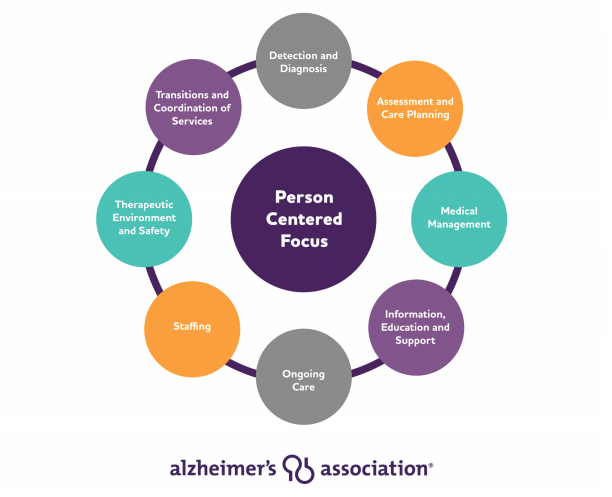 Detection and
Diagnosis
Assessment and
Care Planning
Medical
Management
Information,
Education and
Support
Ongoing
Care
Staffing
Therapeutic
Environment
and Safety
Transitions and
Coordination of
Services
Person
Centered
Focus
alzheimer's association®